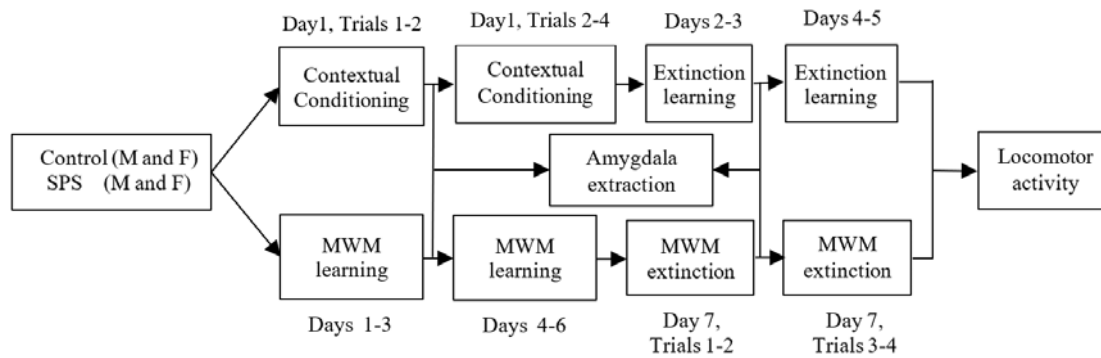 Day1, Trials 1-2
Day1, Trials 2-4
Days 2-3
Days 4-5
Contextual
Conditioning
Contextual
Conditioning
Extinction
learning
Extinction
learning
Control (M and F)
SPS (M and F)
Amygdala
extraction
Locomotor
activity
MWM
learning
MWM
learning
MWM
extinction
MWM
extinction
Days 1-3
Days 4-6
Day 7,
Trials 1-2
Day 7,
Trials 3-4